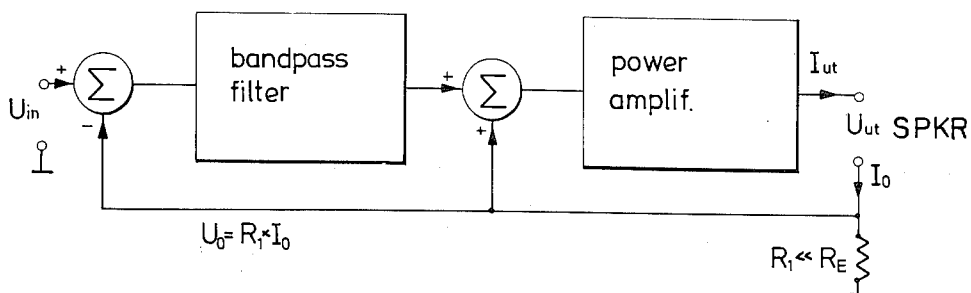 +
Σ
-
U_in
bandpass
filter
+
Σ
+
power
amplif.
I_ut
U_ut SPKR
I_0
U_0= R_1*I_0
R_1 << R_E